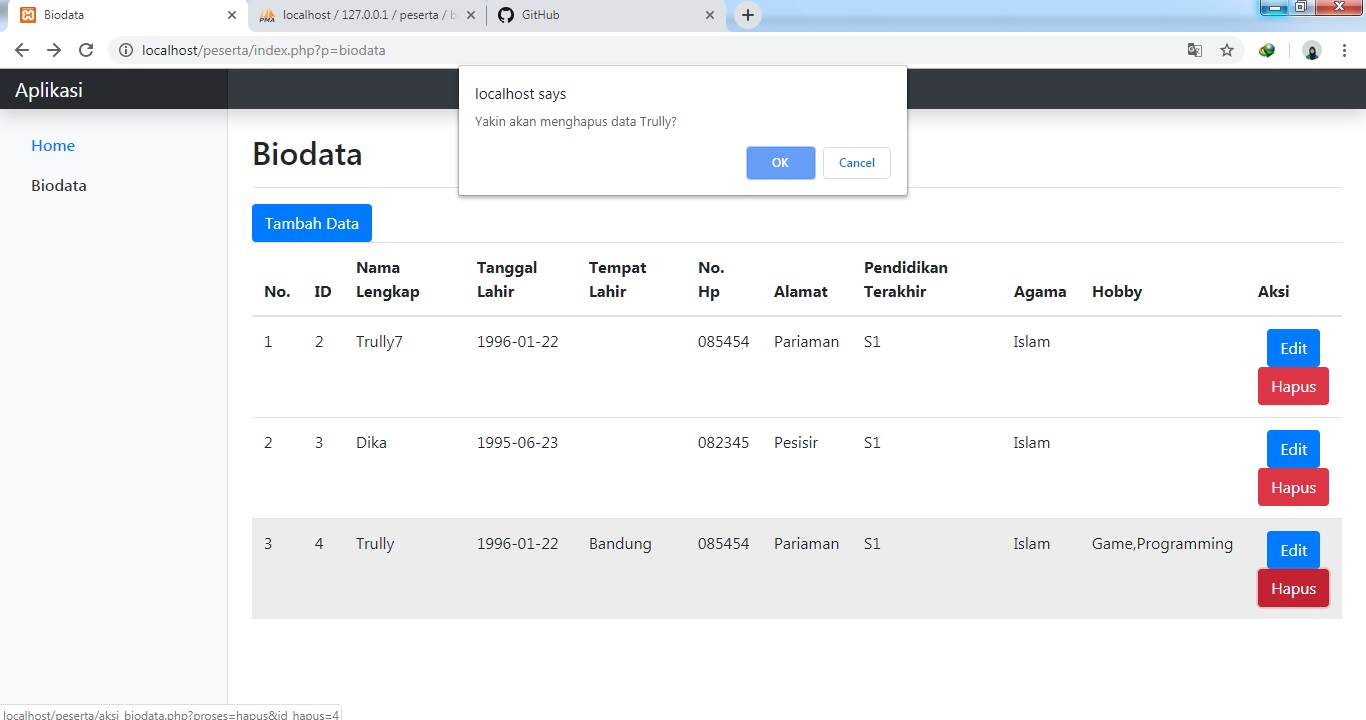 Biodata
localhost / 127.0.0.1 / peserta / b
GitHub
localhost/peserta/index.php?p=biodata
Aplikasi
localhost says
Yakin akan menghapus data Trully?
OK Cancel
Home
Biodata
Biodata
Tambah Data
No. ID Nama Lengkap Tanggal Lahir Tempat Lahir No. Hp Alamat Pendidikan Terakhir Agama Hobby Aksi
1 2 Trully7 1996-01-22 085454 Pariaman S1 Islam Edit
Hapus
2 3 Dika 1995-06-23 082345 Pesisir S1 Islam Edit
Hapus
3 4 Trully 1996-01-22 Bandung 085454 Pariaman S1 Islam Game,Programming Edit
Hapus
localhost/peserta/aksi_biodata.php?proses=hapus&id_hapus=4